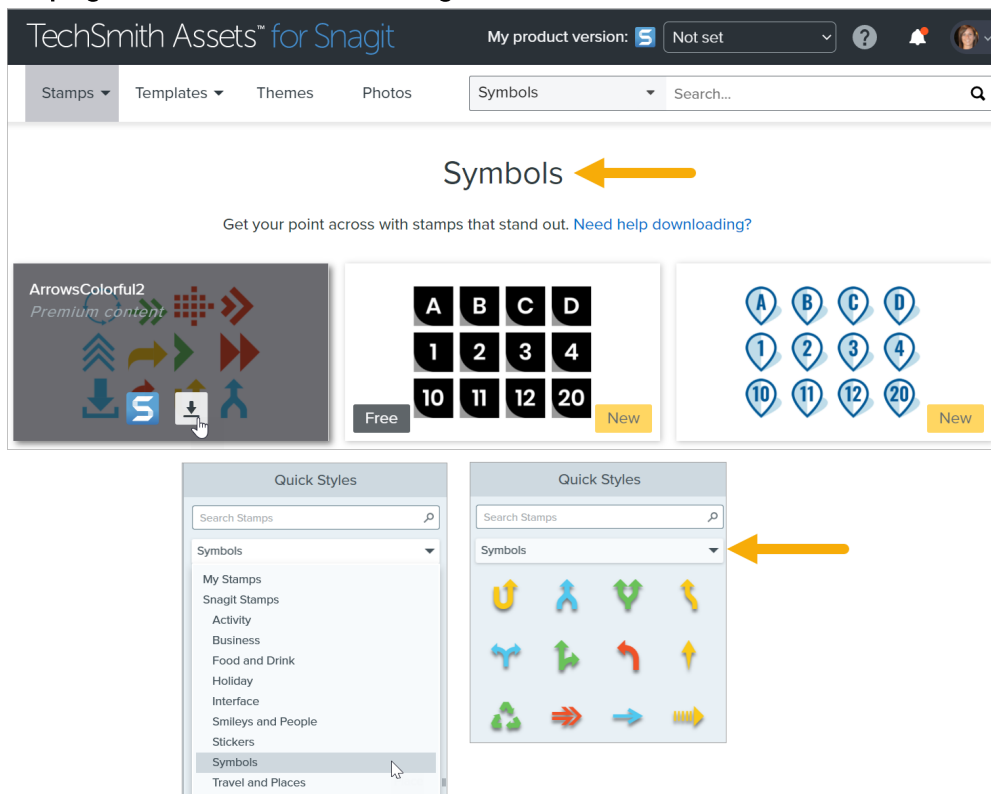 TechSmith Assets™ for Snagit
My product version: S Not set ?
Stamps Templates Themes Photos Symbols Search...
Symbols
Get your point across with stamps that stand out. Need help downloading?
ArrowsColorful2
Premium content
S
A B C D
1 2 3 4
10 11 12 20
Free New
A B C D
1 2 3 4
10 11 12 20
New
Quick Styles
Search Stamps
Symbols
My Stamps
Snagit Stamps
Activity
Business
Food and Drink
Holiday
Interface
Smileys and People
Stickers
Symbols
Travel and Places
Quick Styles
Search Stamps
Symbols